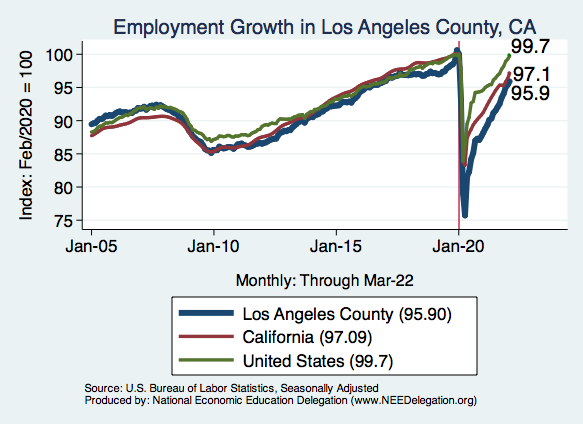 Employment Growth in Los Angeles County, CA
Index: Feb/2020 = 100
100
95
90
85
80
75
99.7
97.1
95.9
Jan-05 Jan-10 Jan-15 Jan-20
Monthly: Through Mar-22
Los Angeles County (95.90)
California (97.09)
United States (99.7)
Source: U.S. Bureau of Labor Statistics, Seasonally Adjusted
Produced by: National Economic Education Delegation (www.NEEDelegation.org)